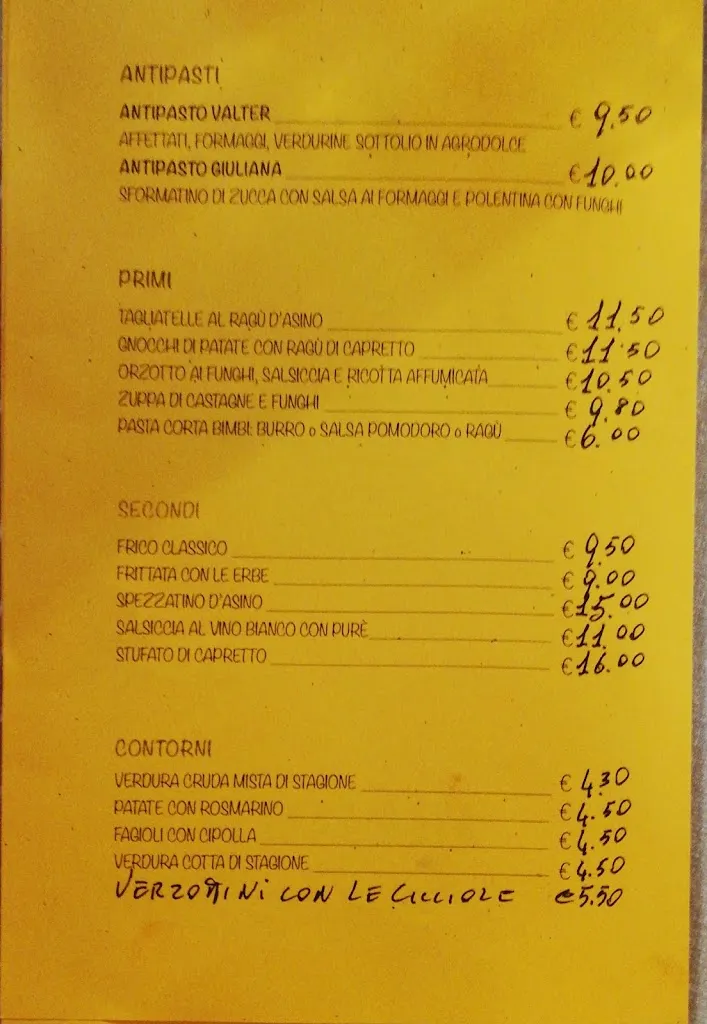 ANTIPASTI
ANTIPASTO VALTER € 9.50
AFFETTATI, FORMAGGI, VERDURINE SOTTOLIO IN AGRODOLCE
ANTIPASTO GIULIANA € 10.00
SFORMATINO DI ZUCCA CON SALSA AI FORMAGGI E POLENTINA CON FUNGHI
PRIMI
TAGLIATELLE AL RAGÙ D'ASINO € 11.50
GNOCCHI DI PATATE CON RAGÙ DI CAPRETTO € 11.50
ORZOTTO AI FUNGHI, SALSICCIA E RICOTTA AFFUMICATA € 10.50
ZUPPA DI CASTAGNE E FUNGHI € 9.80
PASTA CORTA BIMBI: BURRO o SALSA POMODORO o RAGÙ € 6.00
SECONDI
FRICO CLASSICO € 9.50
FRITTATA CON LE ERBE € 9.00
SPEZZATINO D'ASINO € 15.00
SALSICCIA AL VINO BIANCO CON PURÈ € 11.00
STUFATO DI CAPRETTO € 16.00
CONTORNI
VERDURA CRUDA MISTA DI STAGIONE € 4.30
PATATE CON ROSMARINO € 4.50
FAGIOLI CON CIPOLLA € 4.50
VERDURA COTTA DI STAGIONE € 4.50
VERZOTTINI CON LE CICCIOLE € 5.50